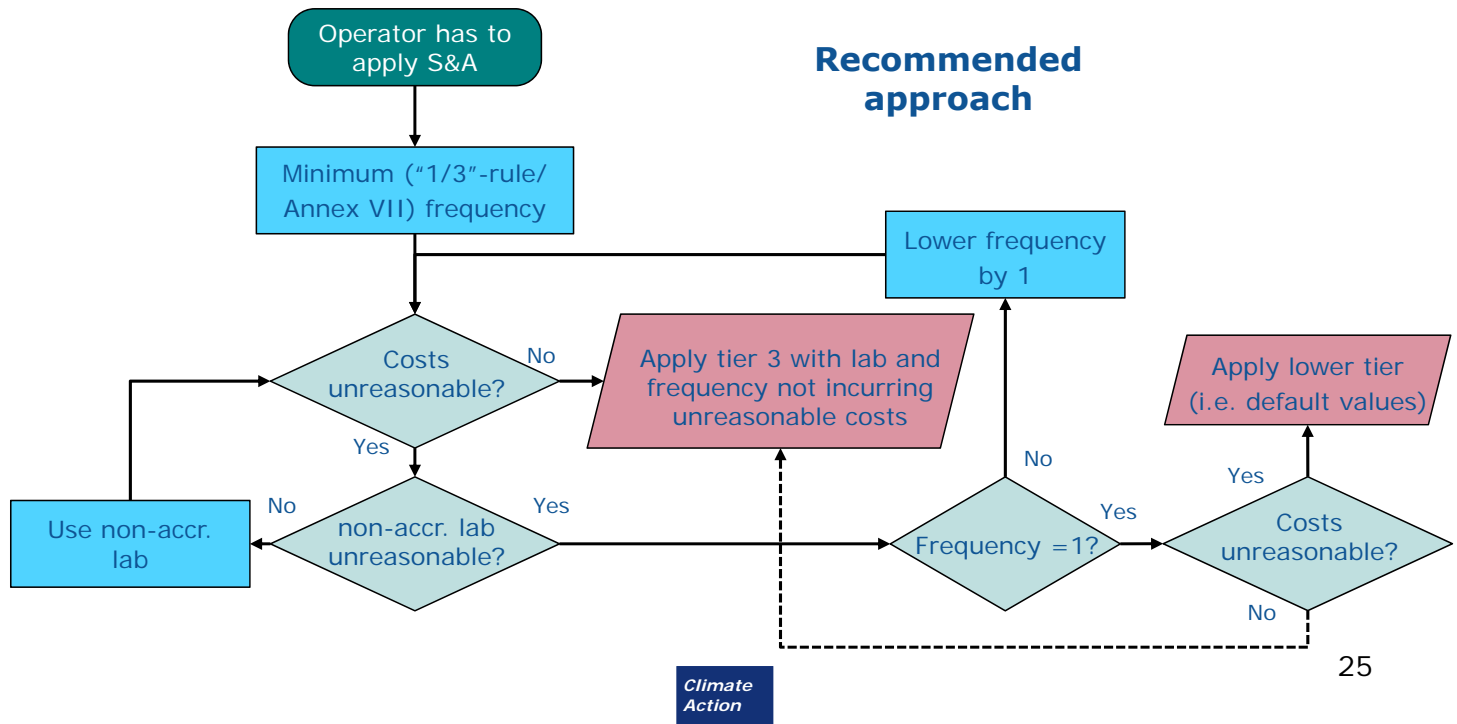 Operator has to
apply S&A
Recommended
approach
Minimum (“1/3”-rule/
Annex VII) frequency
Lower frequency
by 1
Costs
unreasonable?
No
Yes
Apply tier 3 with lab and
frequency not incurring
unreasonable costs
Apply lower tier
(i.e. default values)
Use non-accr.
lab
No
non-accr. lab
unreasonable?
Yes
No
Frequency =1?
Yes
Yes
Costs
unreasonable?
No
Climate
Action
25